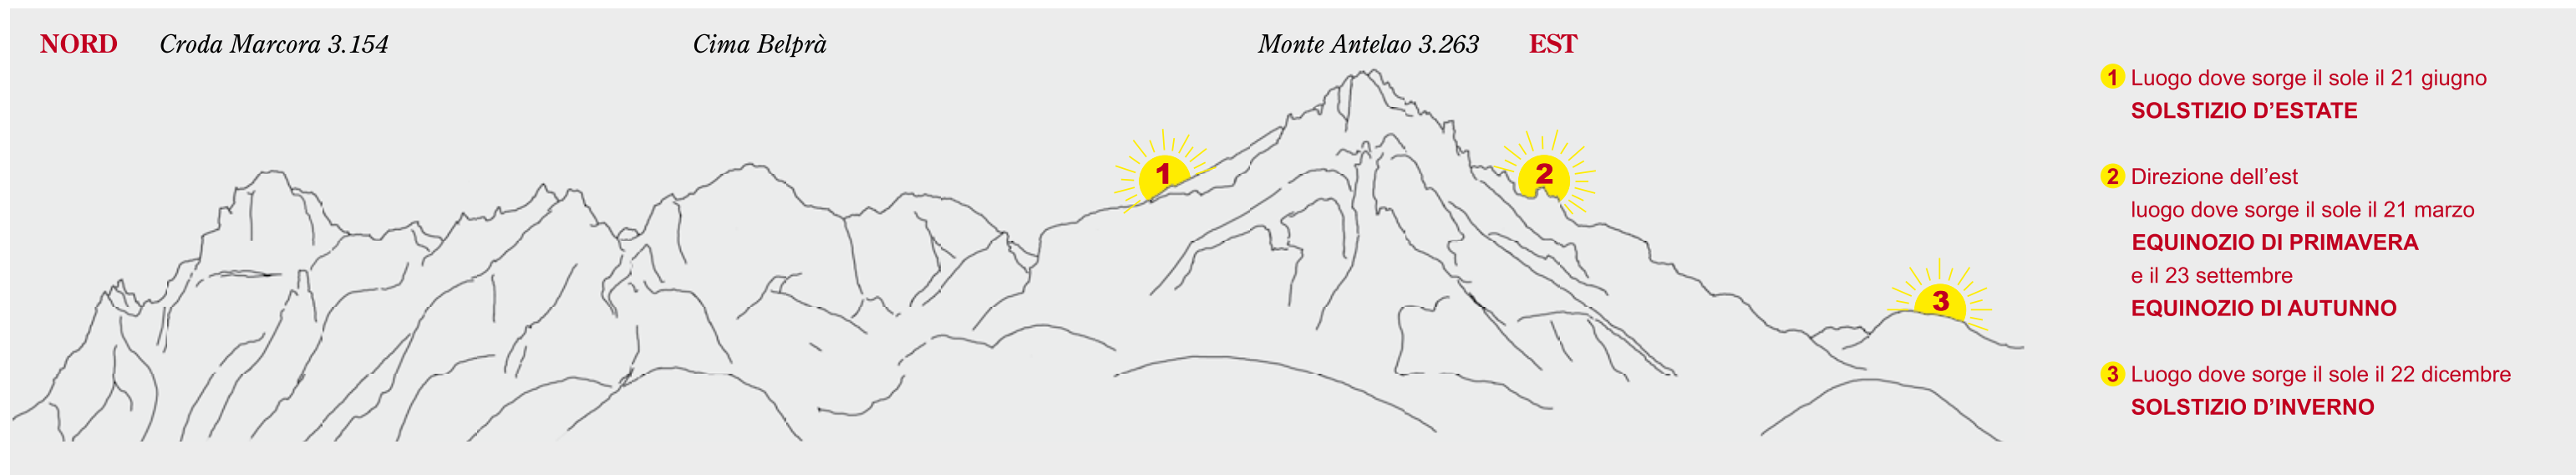 NORD Croda Marcora 3.154 Cima Belprà Monte Antelao 3.263 EST
1
2
3
1 Luogo dove sorge il sole il 21 giugno
SOLSTIZIO D’ESTATE
2 Direzione dell’est
luogo dove sorge il sole il 21 marzo
EQUINOZIO DI PRIMAVERA
e il 23 settembre
EQUINOZIO DI AUTUNNO
3 Luogo dove sorge il sole il 22 dicembre
SOLSTIZIO D’INVERNO